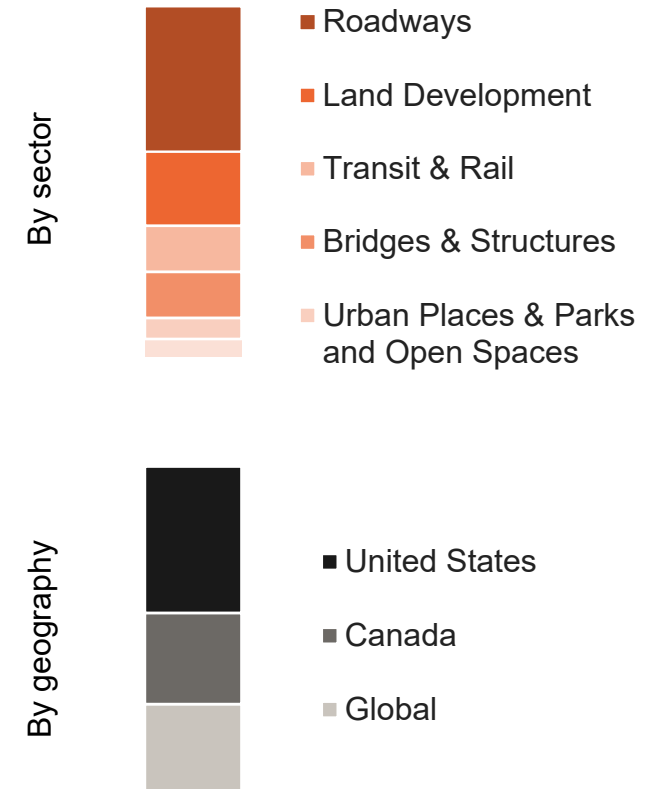 By sector
Roadways
Land Development
Transit & Rail
Bridges & Structures
Urban Places & Parks
and Open Spaces
By geography
United States
Canada
Global